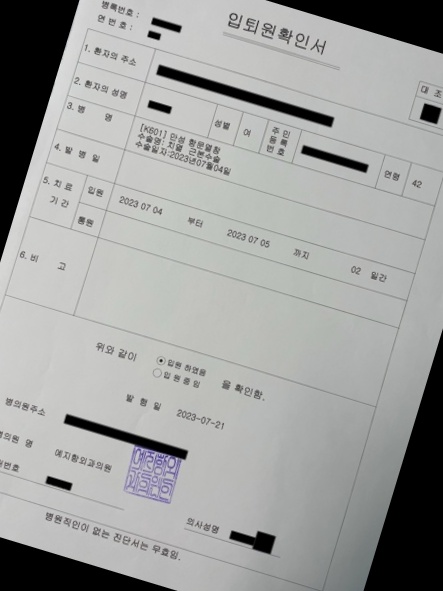 병록번호 :
연 번 호 :
입퇴원확인서
대 조
1. 환자의 주소
2. 환자의 성명
성별 여 주민등록번호 연령 42
3. 병 명
[K601] 만성 항문열창
수술명: 치열 근본수술
수술일자:2023년07월04일
4. 발 병 일
5. 치 료 기 간
입원 2023 07 04 부터 2023 07 05 까지 02 일간
통원
6. 비 고
위와 같이 입원 하였음 을 확인함.
입 원 중 임
발 행 일 2023-07-21
병의원주소
병의원 명 예지항외과의원
번호
의사성명
병원직인이 없는 진단서는 무효임.